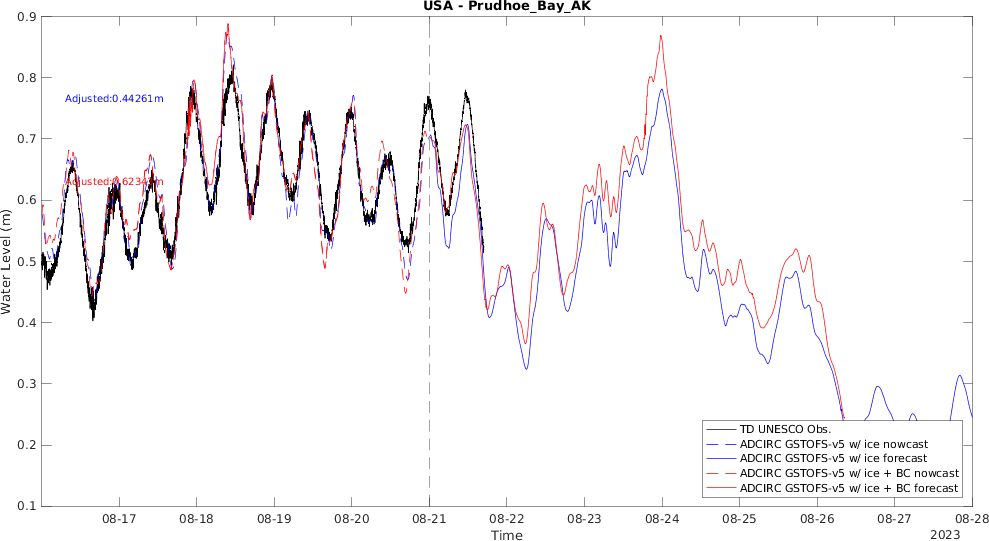 USA - Prudhoe_Bay_AK
0.9
0.8
0.7
0.6
0.5
0.4
0.3
0.2
0.1
Water Level (m)
Adjusted:0.44261m
TD UNESCO Obs.
ADCIRC GSTOFS-v5 w/ ice nowcast
ADCIRC GSTOFS-v5 w/ ice forecast
ADCIRC GSTOFS-v5 w/ ice + BC nowcast
ADCIRC GSTOFS-v5 w/ ice + BC forecast
08-17 08-18 08-19 08-20 08-21 08-22 08-23 08-24 08-25 08-26 08-27 08-28
Time
2023